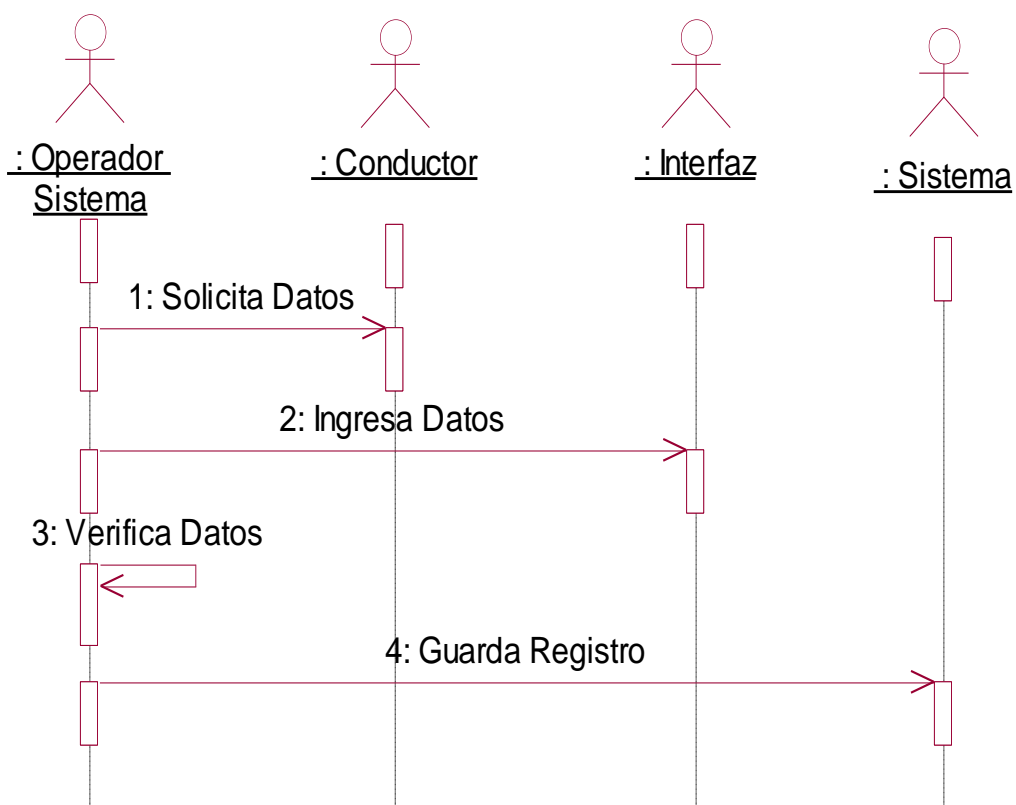 : Operador
Sistema
: Conductor
: Interfaz
: Sistema
1: Solicita Datos
2: Ingresa Datos
3: Verifica Datos
4: Guarda Registro